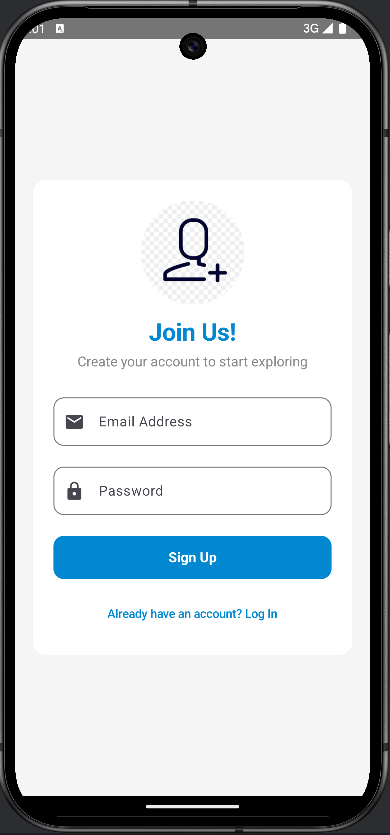 :01
3G
Join Us!
Create your account to start exploring
Email Address
Password
Sign Up
Already have an account? Log In